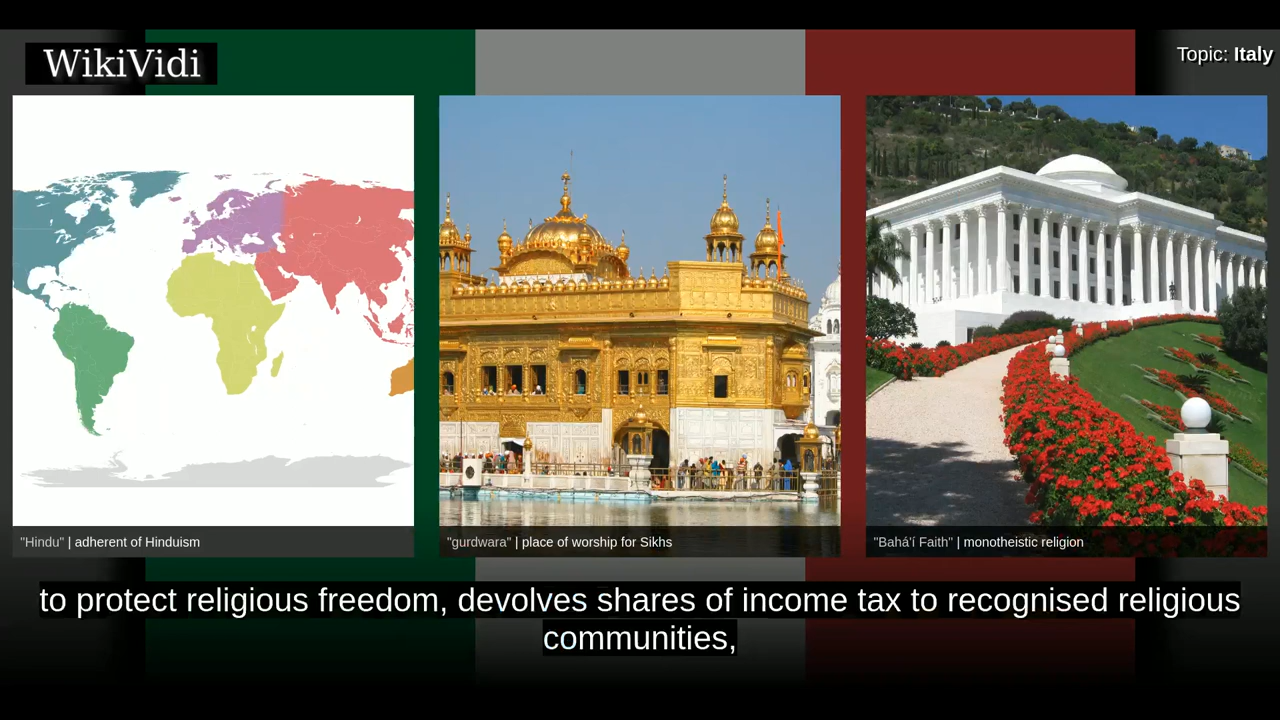 WikiVidi
Topic: Italy
"Hindu" | adherent of Hinduism
"gurdwara" | place of worship for Sikhs
"Bahá'í Faith" | monotheistic religion
to protect religious freedom, devolves shares of income tax to recognised religious
communities,